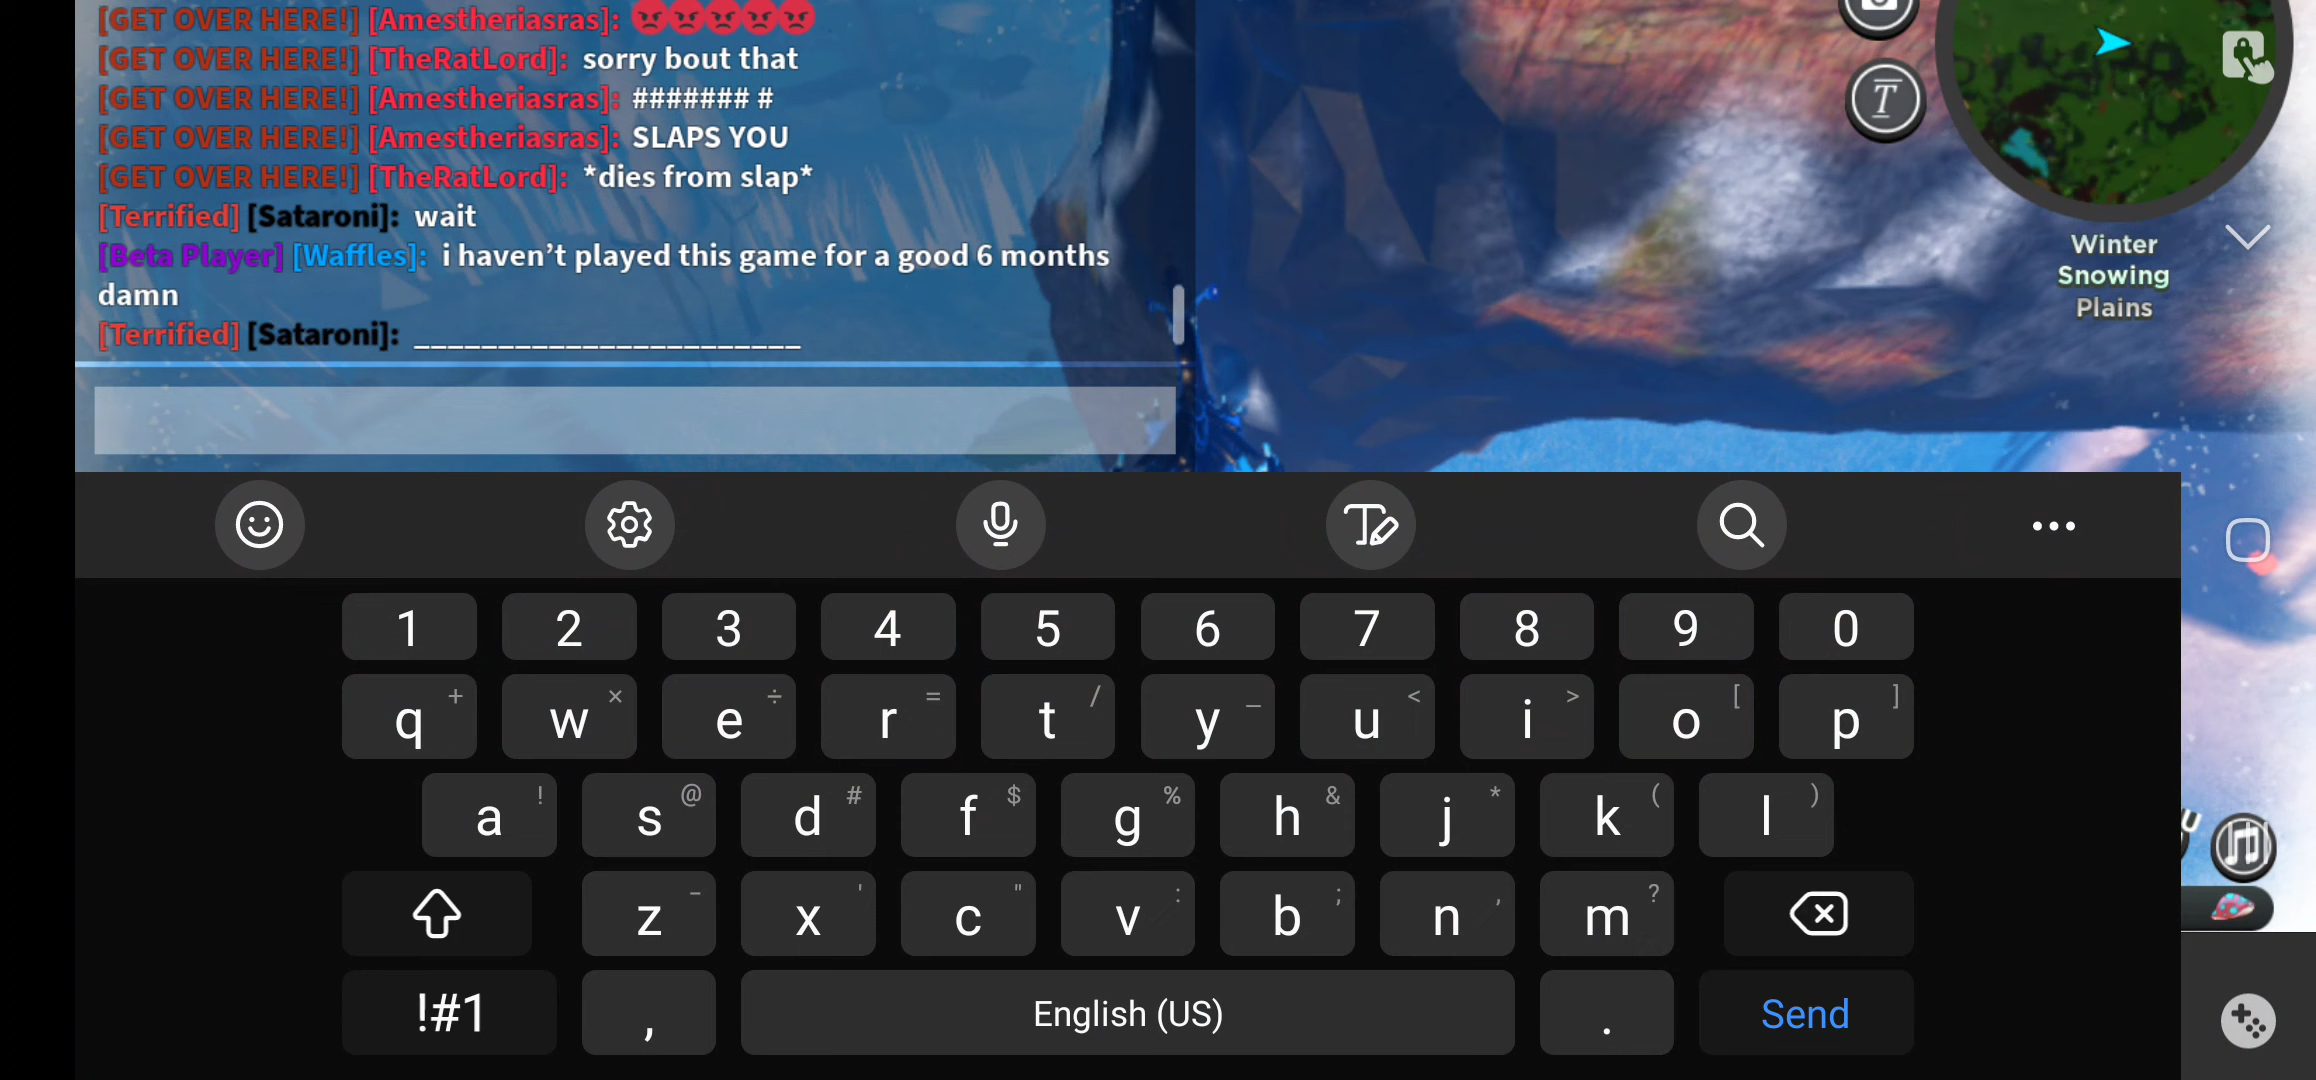 [GET OVER HERE!] [Amestheriasras]: 😡😡😡😡😡
[GET OVER HERE!] [TheRatLord]: sorry bout that
[GET OVER HERE!] [Amestheriasras]: ####### #
[GET OVER HERE!] [Amestheriasras]: SLAPS YOU
[GET OVER HERE!] [TheRatLord]: *dies from slap*
[Terrified] [Sataroni]: wait
[Beta Player] [Waffles]: i haven’t played this game for a good 6 months
damn
[Terrified] [Sataroni]: _______________________
Winter
Snowing
Plains
1 2 3 4 5 6 7 8 9 0
q + w × e ÷ r = t / y _ u < i > o [ p ]
a ! s @ d # f $ g % h & j * k ( l )
z - x ' c " v : b ; n , m ?
!#1 , English (US) . Send